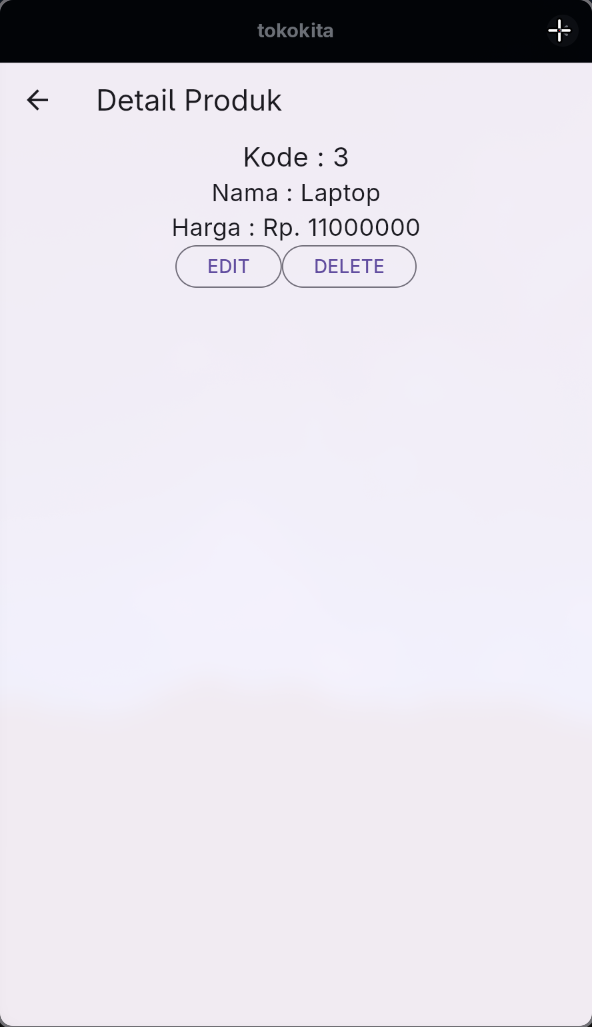 tokokita
Detail Produk
Kode : 3
Nama : Laptop
Harga : Rp. 11000000
EDIT DELETE